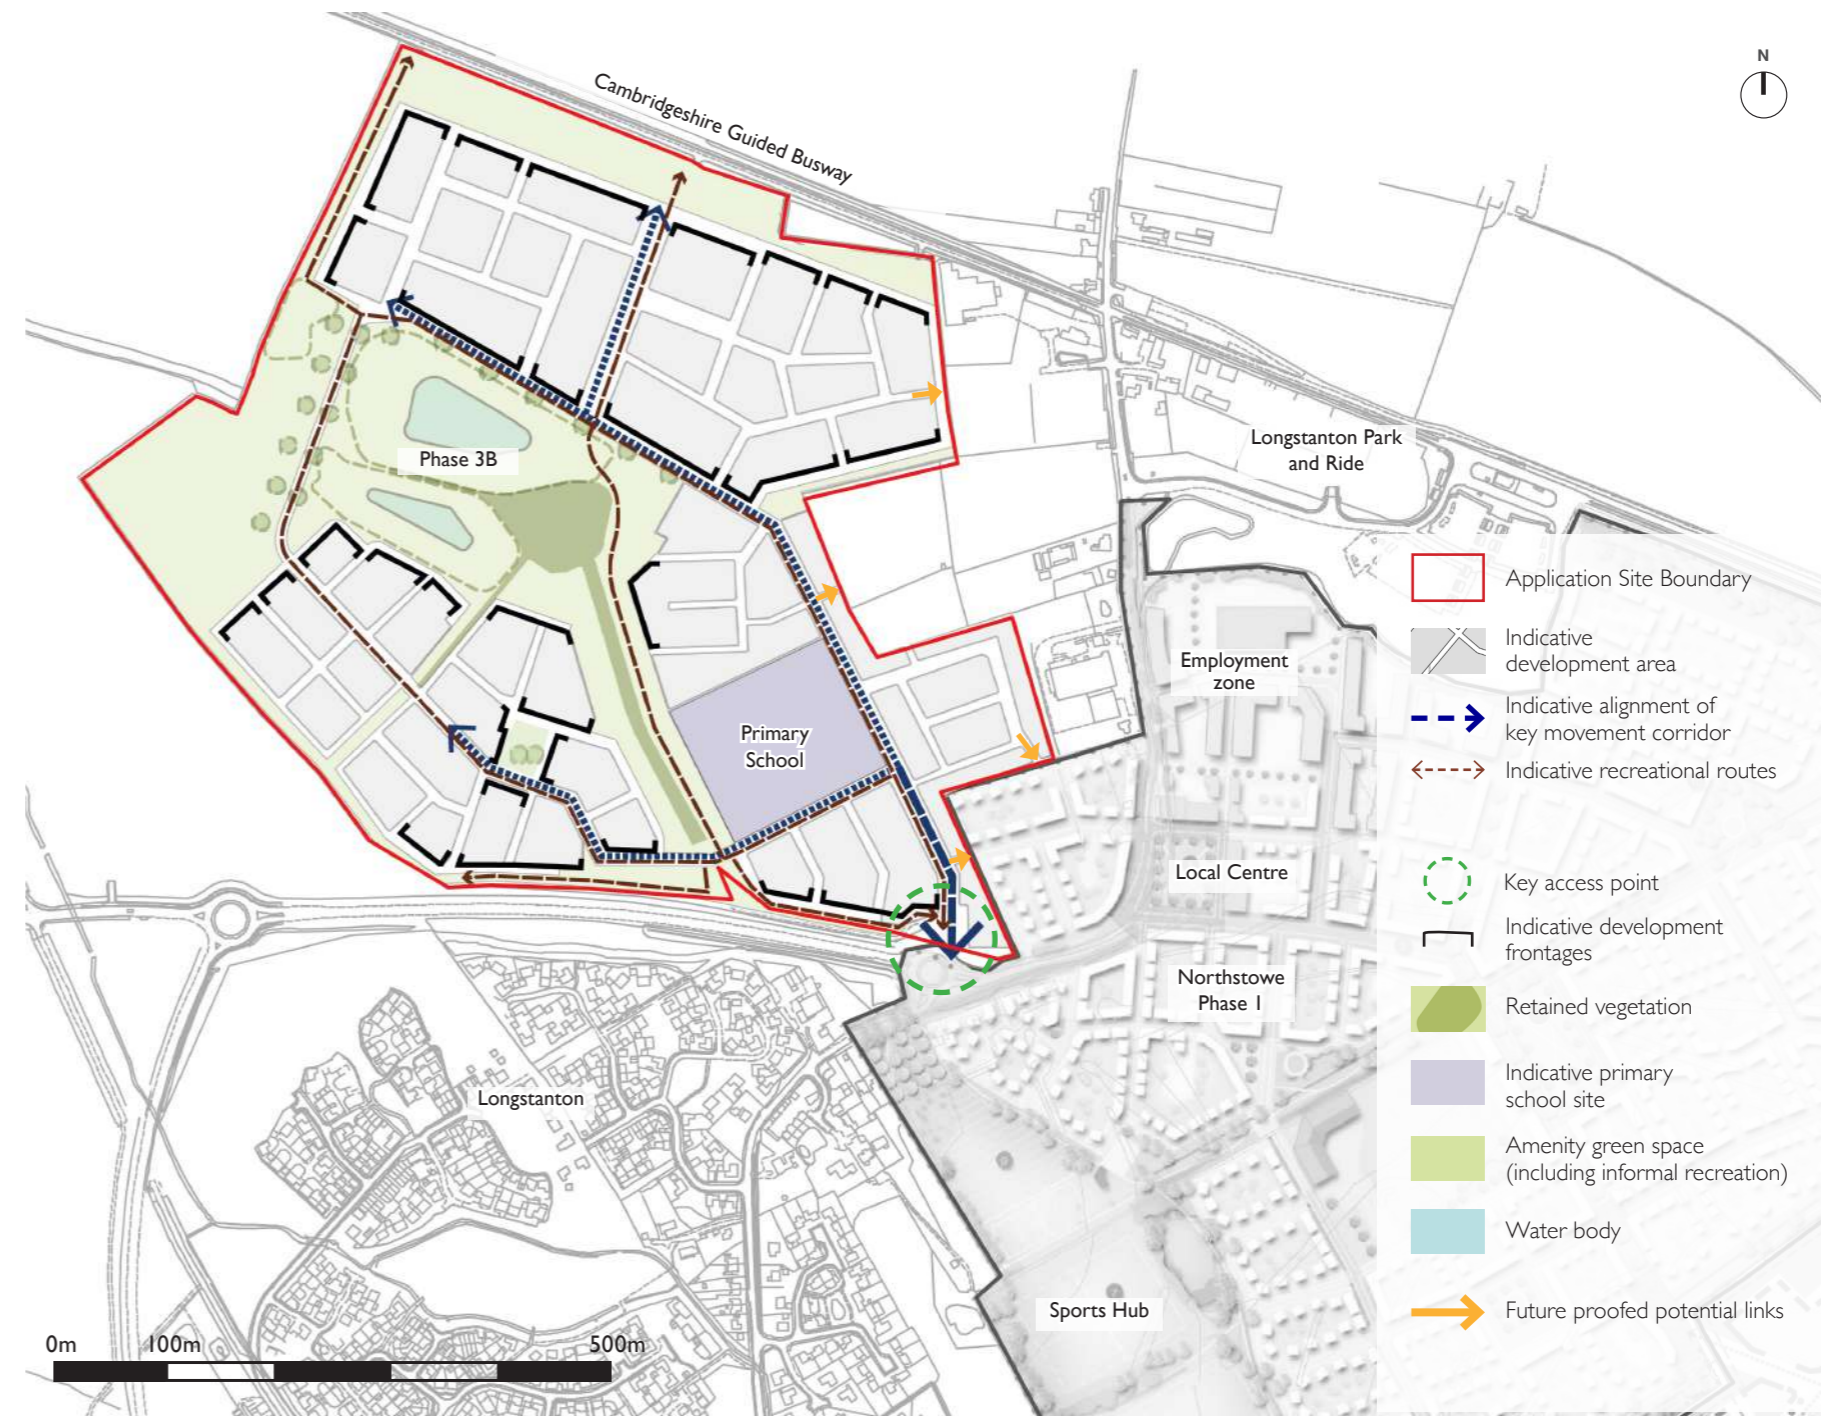 N
Cambridgeshire Guided Busway
Longstanton Park
and Ride
Phase 3B
Employment
zone
Primary
School
Local Centre
Northstowe
Phase 1
Longstanton
Sports Hub
0m
100m
500m
Application Site Boundary
Indicative
development area
Indicative alignment of
key movement corridor
Indicative recreational routes
Key access point
Indicative development
frontages
Retained vegetation
Indicative primary
school site
Amenity green space
(including informal recreation)
Water body
Future proofed potential links